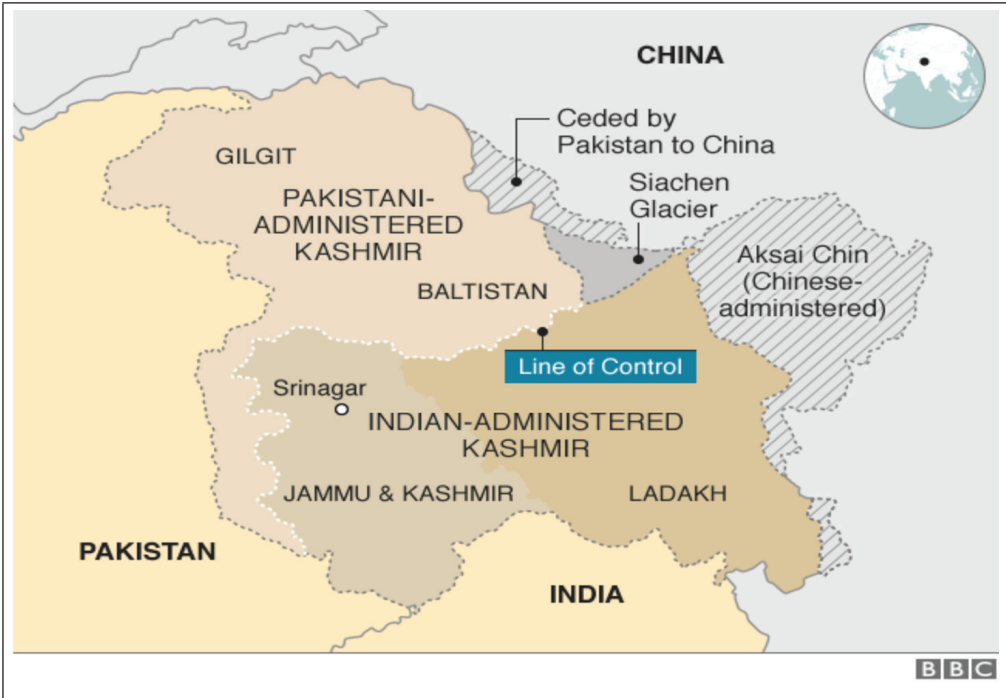 CHINA
Ceded by
Pakistan to China
GILGIT
Siachen
Glacier
PAKISTANI-
ADMINISTERED
KASHMIR
Aksai Chin
(Chinese-
administered)
BALTISTAN
Line of Control
Srinagar
INDIAN-ADMINISTERED
KASHMIR
JAMMU & KASHMIR
LADAKH
PAKISTAN
INDIA
BBC